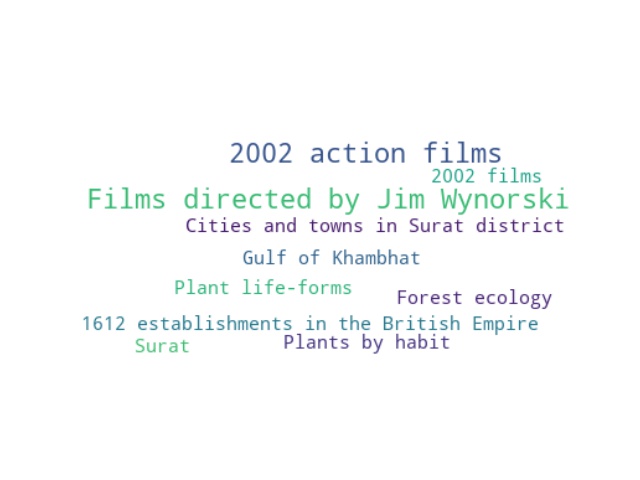 2002 action films
2002 films
Films directed by Jim Wynorski
Cities and towns in Surat district
Gulf of Khambhat
Plant life-forms
Forest ecology
1612 establishments in the British Empire
Surat
Plants by habit